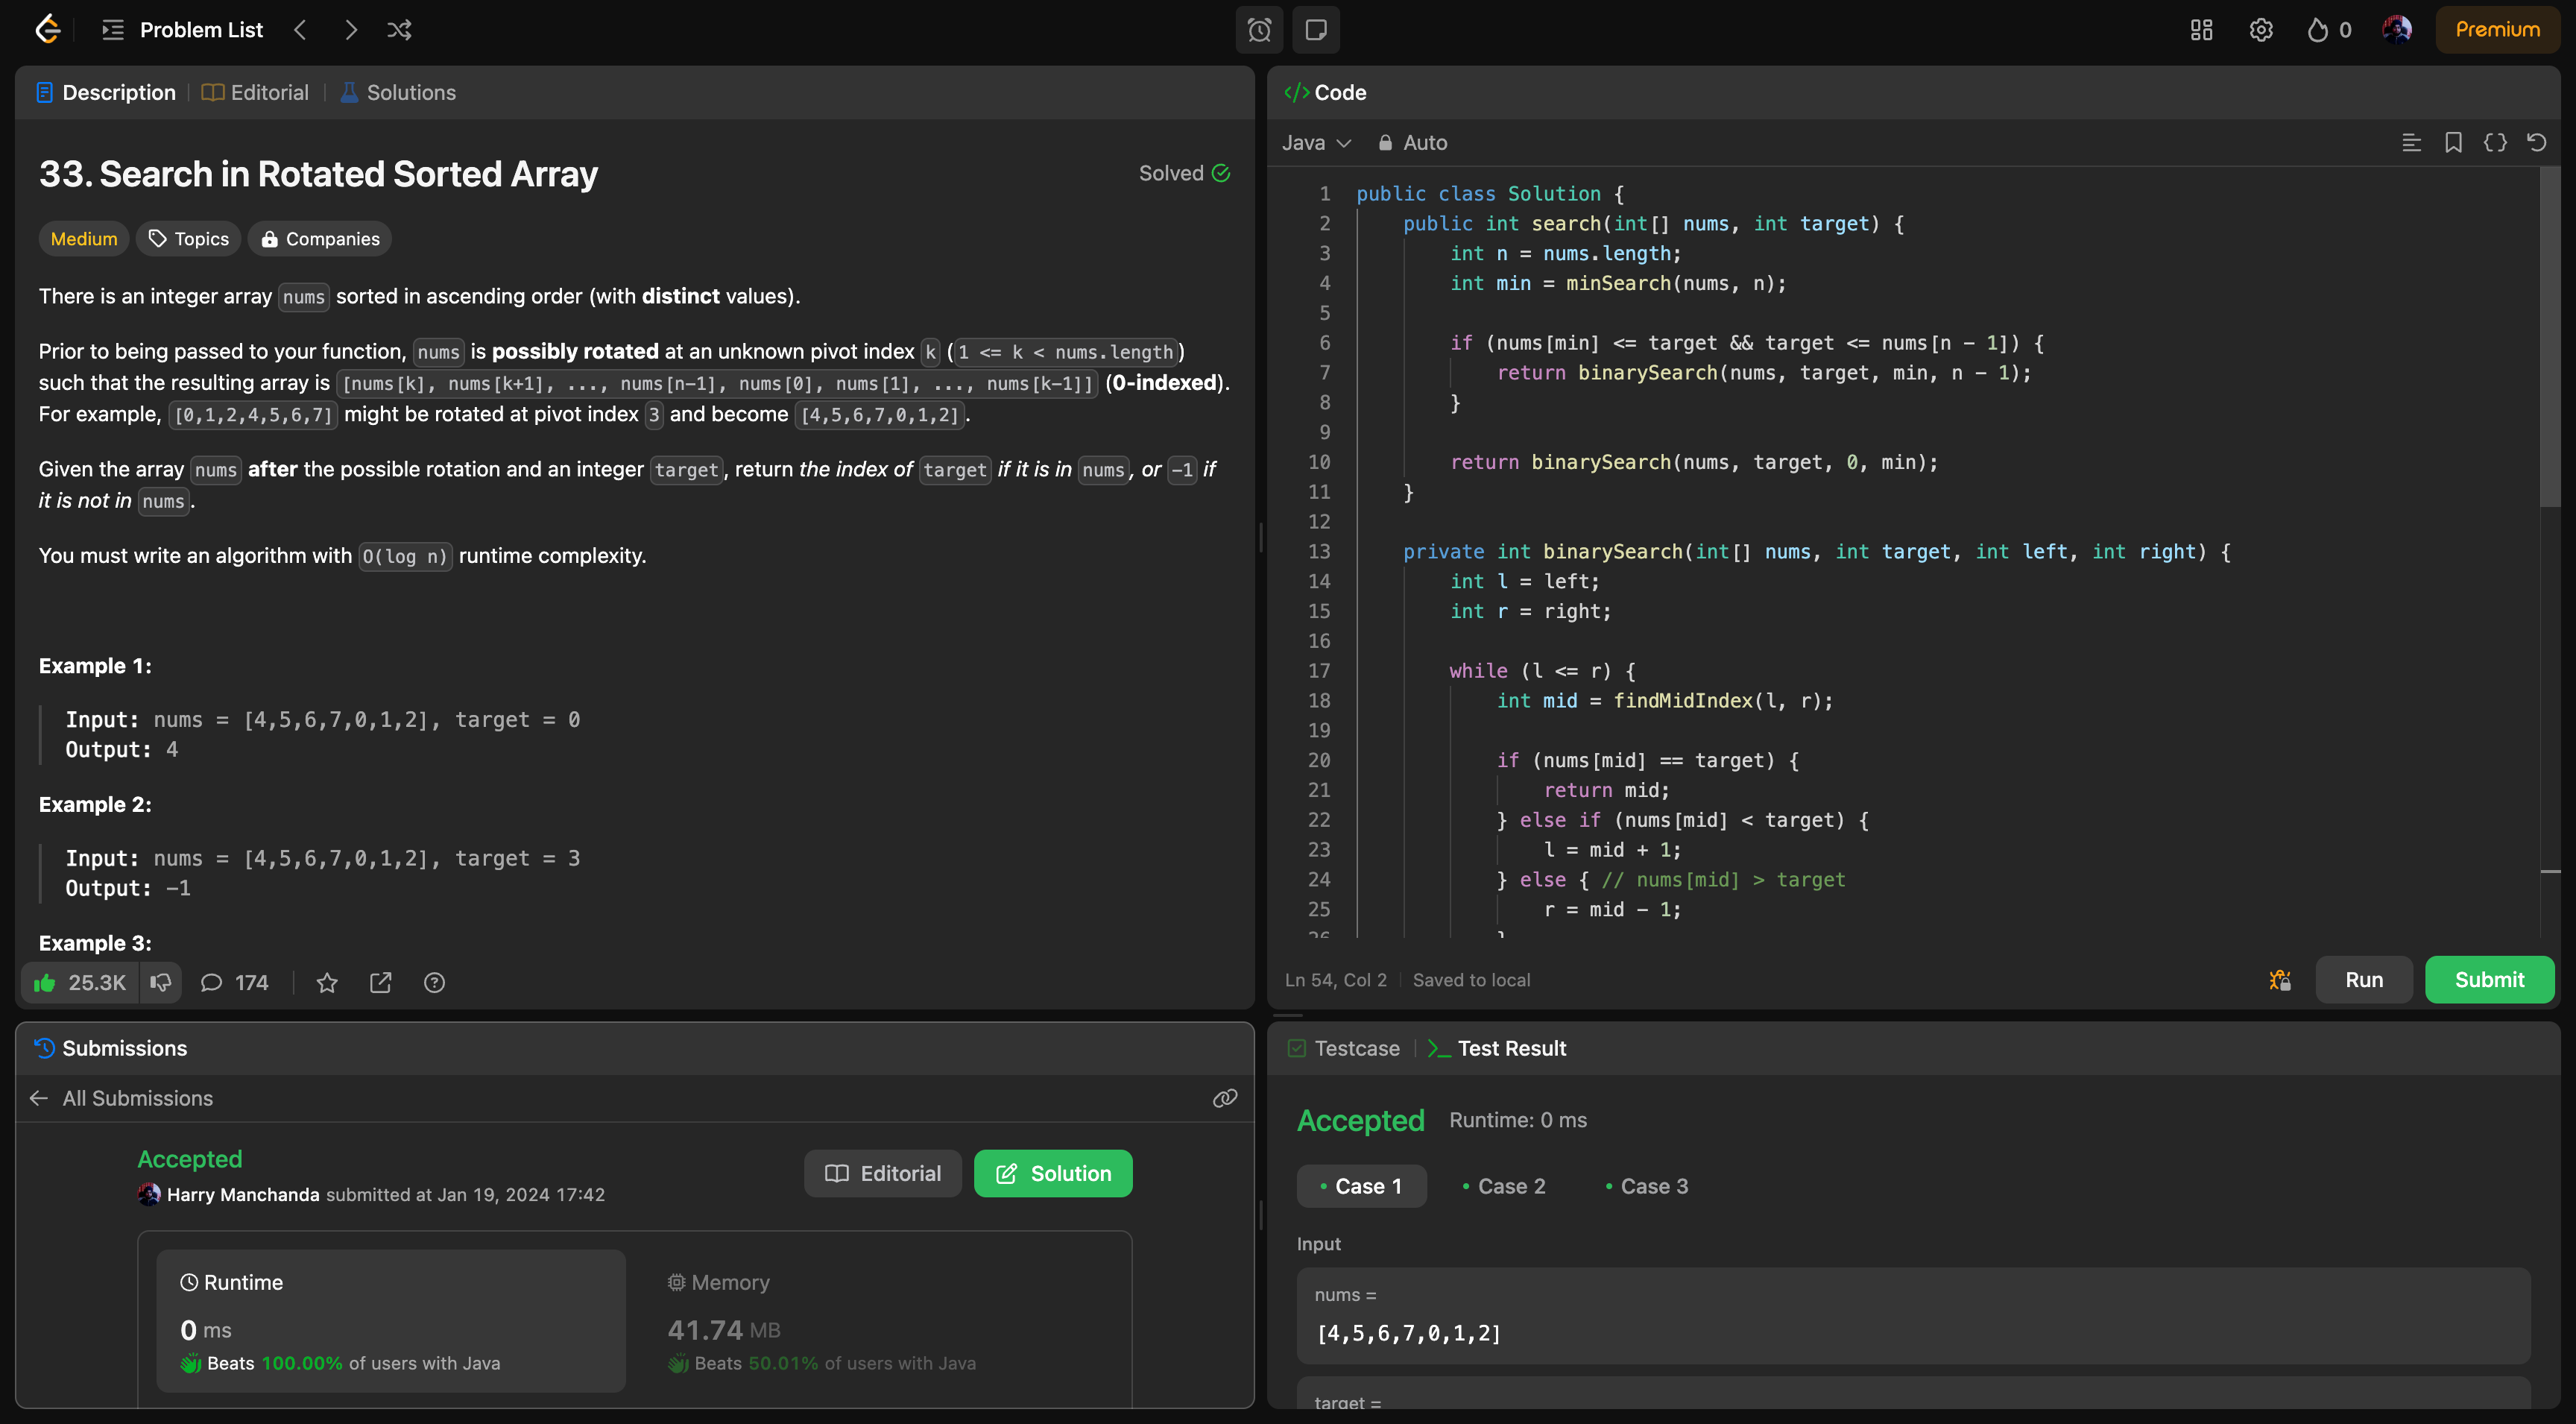 Problem List
0
Premium
Description
Editorial
Solutions
33. Search in Rotated Sorted Array
Solved
Medium
Topics
Companies
There is an integer array nums sorted in ascending order (with distinct values).
Prior to being passed to your function, nums is possibly rotated at an unknown pivot index k (1 <= k < nums.length)
such that the resulting array is [nums[k], nums[k+1], ..., nums[n-1], nums[0], nums[1], ..., nums[k-1]] (0-indexed).
For example, [0,1,2,4,5,6,7] might be rotated at pivot index 3 and become [4,5,6,7,0,1,2].
Given the array nums after the possible rotation and an integer target, return the index of target if it is in nums, or -1 if
it is not in nums.
You must write an algorithm with O(log n) runtime complexity.
Example 1:
Input: nums = [4,5,6,7,0,1,2], target = 0
Output: 4
Example 2:
Input: nums = [4,5,6,7,0,1,2], target = 3
Output: -1
Example 3:
25.3K
174
Code
Java
Auto
1 public class Solution {
2     public int search(int[] nums, int target) {
3         int n = nums.length;
4         int min = minSearch(nums, n);
5
6         if (nums[min] <= target && target <= nums[n - 1]) {
7             return binarySearch(nums, target, min, n - 1);
8         }
9
10         return binarySearch(nums, target, 0, min);
11     }
12
13     private int binarySearch(int[] nums, int target, int left, int right) {
14         int l = left;
15         int r = right;
16
17         while (l <= r) {
18             int mid = findMidIndex(l, r);
19
20             if (nums[mid] == target) {
21                 return mid;
22             } else if (nums[mid] < target) {
23                 l = mid + 1;
24             } else { // nums[mid] > target
25                 r = mid - 1;
26             }
Ln 54, Col 2
Saved to local
Run
Submit
Submissions
All Submissions
Accepted
Harry Manchanda submitted at Jan 19, 2024 17:42
Editorial
Solution
Runtime
0 ms
Beats 100.00% of users with Java
Memory
41.74 MB
Beats 50.01% of users with Java
Testcase
Test Result
Accepted
Runtime: 0 ms
Case 1
Case 2
Case 3
Input
nums =
[4,5,6,7,0,1,2]
target =